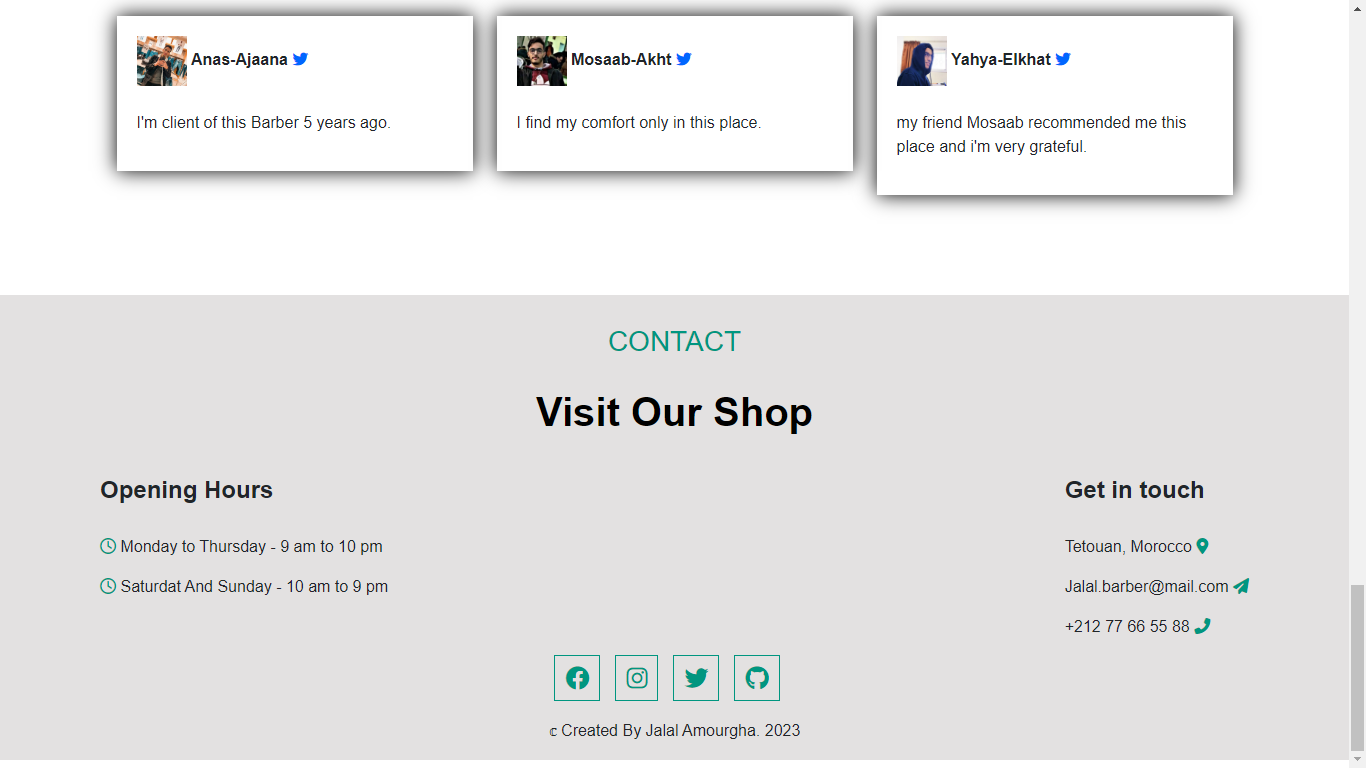 Anas-Ajaana
I'm client of this Barber 5 years ago.
Mosaab-Akht
I find my comfort only in this place.
Yahya-Elkhat
my friend Mosaab recommended me this
place and i'm very grateful.
CONTACT
Visit Our Shop
Opening Hours
Monday to Thursday - 9 am to 10 pm
Saturdat And Sunday - 10 am to 9 pm
Get in touch
Tetouan, Morocco
Jalal.barber@mail.com
+212 77 66 55 88
𝕔 Created By Jalal Amourgha. 2023